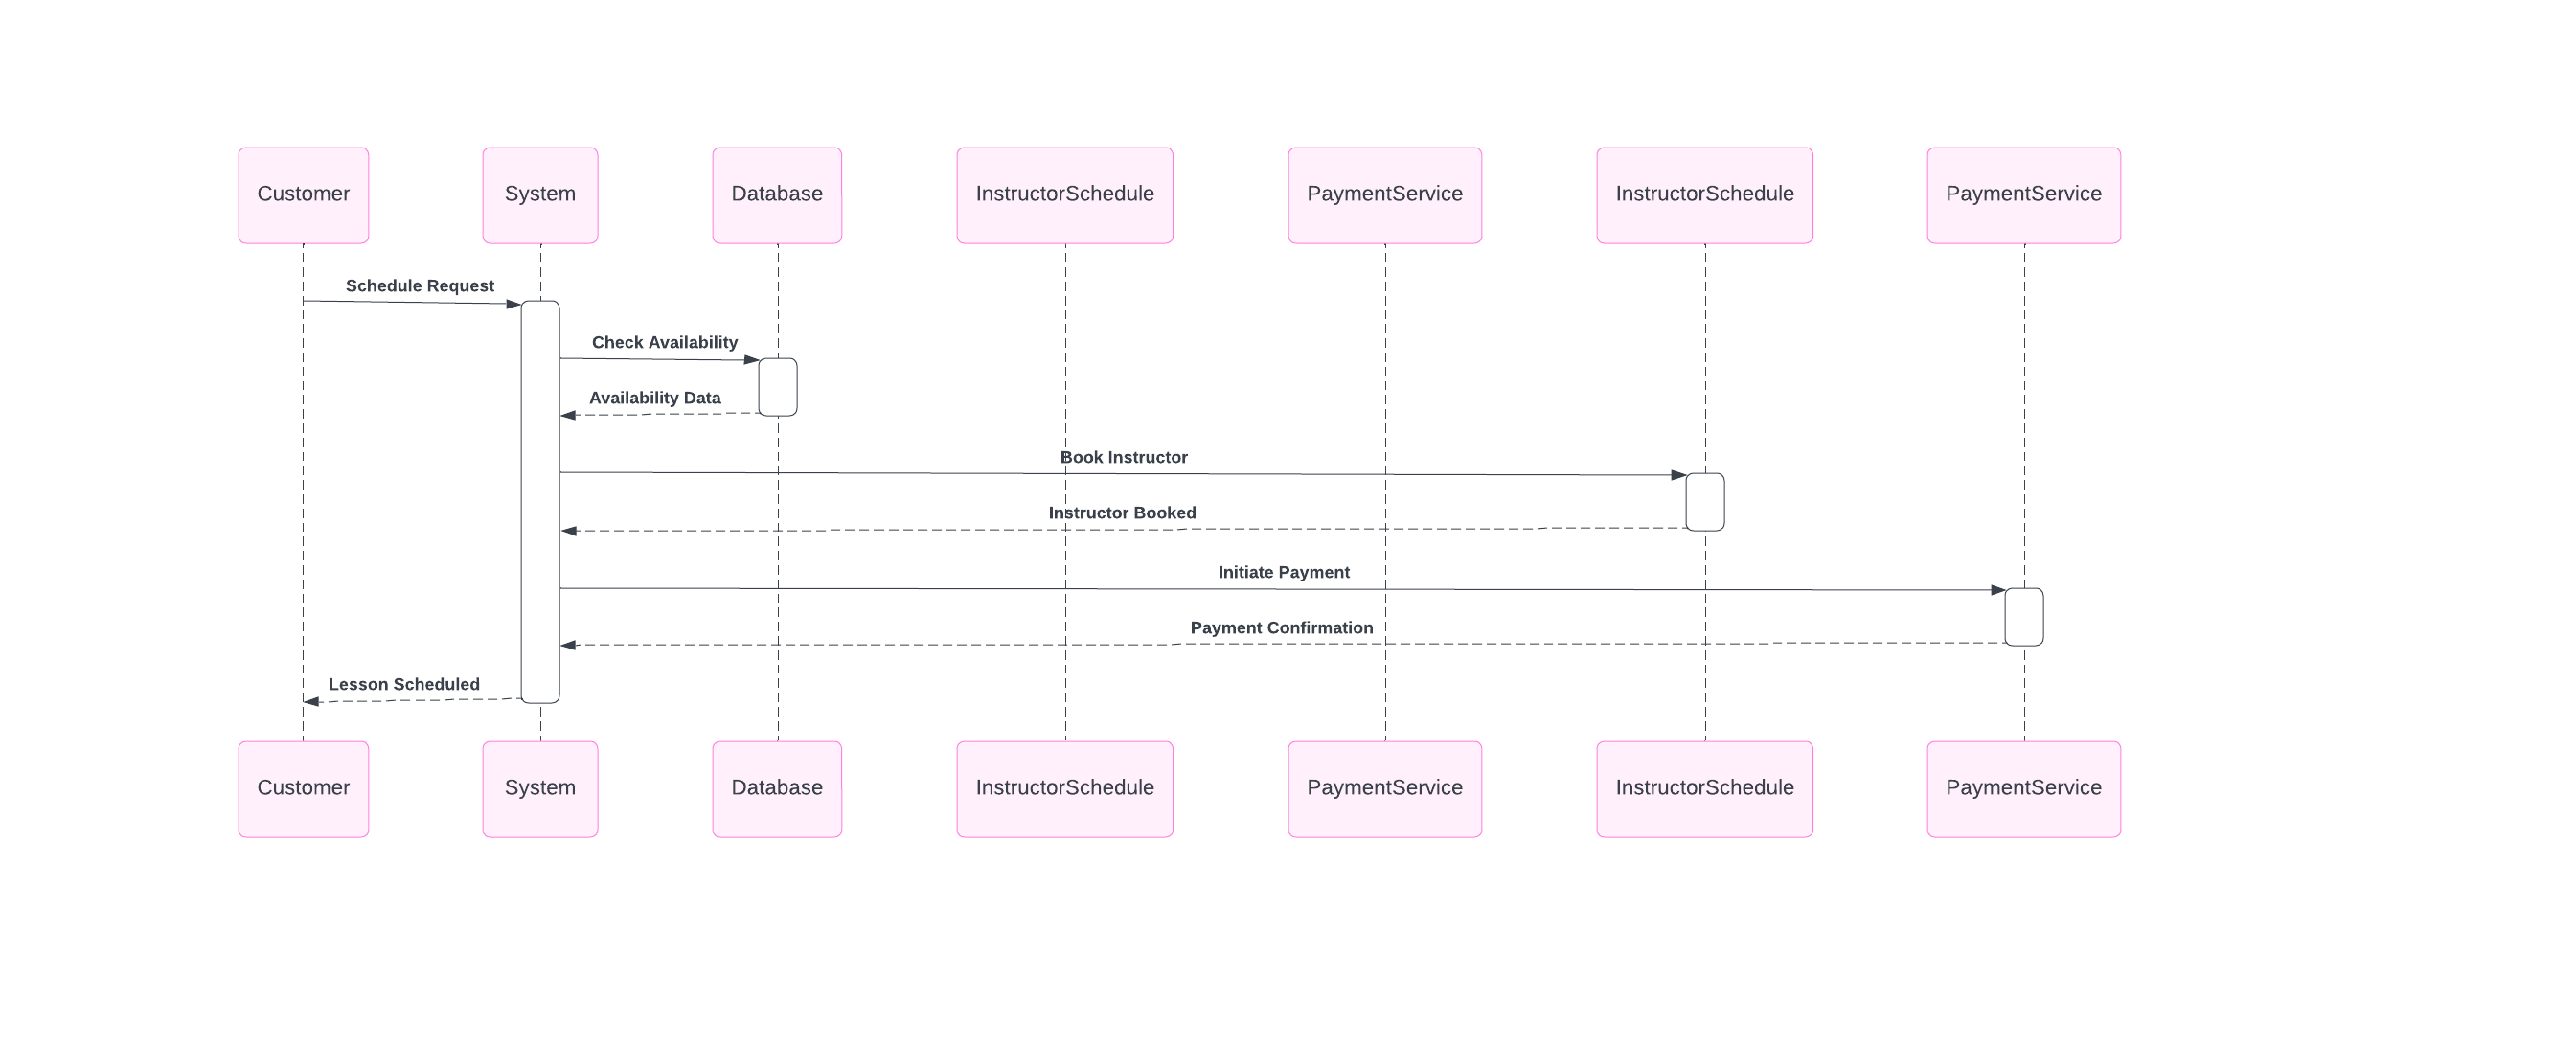 Customer
System
Database
InstructorSchedule
PaymentService
InstructorSchedule
PaymentService
Schedule Request
Check Availability
Availability Data
Book Instructor
Instructor Booked
Initiate Payment
Payment Confirmation
Lesson Scheduled
Customer
System
Database
InstructorSchedule
PaymentService
InstructorSchedule
PaymentService